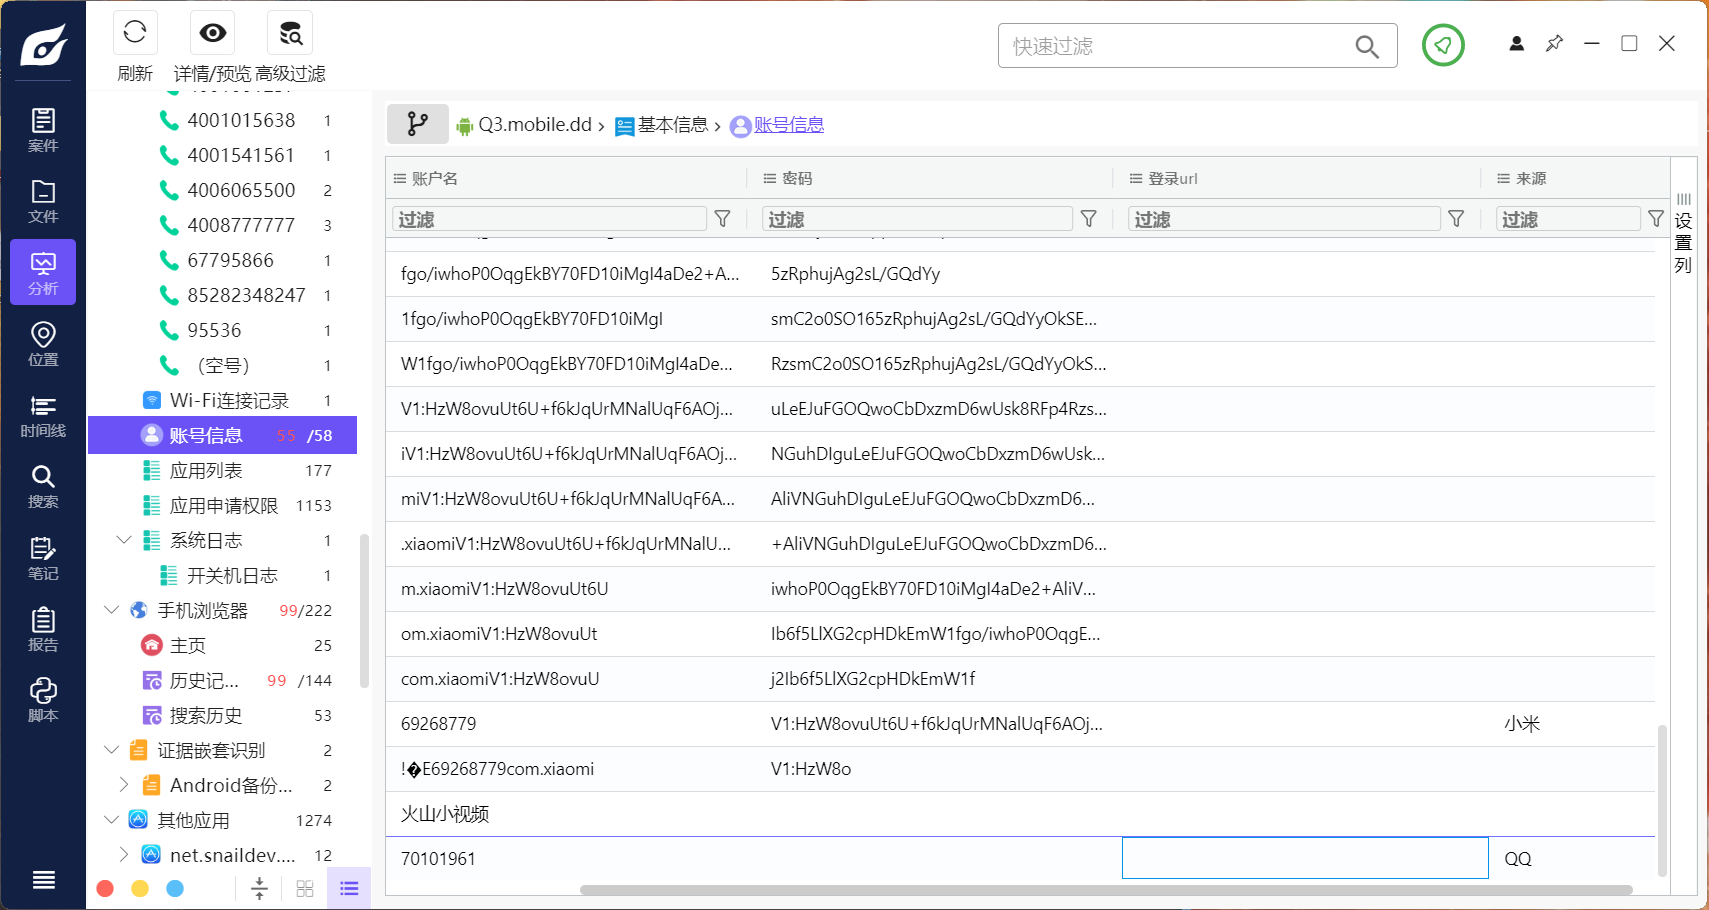 刷新
详情/预览
高级过滤
快速过滤
案件
文件
分析
位置
时间线
搜索
笔记
报告
脚本
4001015638 1
4001541561 1
4006065500 2
4008777777 3
67795866 1
85282348247 1
95536 1
（空号） 1
Wi-Fi连接记录 1
账号信息 55 /58
应用列表 177
应用申请权限 1153
系统日志 1
开关机日志 1
手机浏览器 99/222
主页 25
历史记... 99 /144
搜索历史 53
证据嵌套识别 2
Android备份... 2
其他应用 1274
net.snaildev.... 12
Q3.mobile.dd › 基本信息 › 账号信息
账户名 密码 登录url 来源
过滤 过滤 过滤 过滤
设置列
fgo/iwhoP0OqgEkBY70FD10iMgI4aDe2+A... 5zRphujAg2sL/GQdYy
1fgo/iwhoP0OqgEkBY70FD10iMgI smC2o0SO165zRphujAg2sL/GQdYyOkSE...
W1fgo/iwhoP0OqgEkBY70FD10iMgI4aDe... RzsmC2o0SO165zRphujAg2sL/GQdYyOkS...
V1:HzW8ovuUt6U+f6kJqUrMNalUqF6AOj... uLeEJuFGOQwoCbDxzmD6wUsk8RFp4Rzs...
iV1:HzW8ovuUt6U+f6kJqUrMNalUqF6AOj... NGuhDIguLeEJuFGOQwoCbDxzmD6wUsk...
miV1:HzW8ovuUt6U+f6kJqUrMNalUqF6A... AliVNGuhDIguLeEJuFGOQwoCbDxzmD6...
.xiaomiV1:HzW8ovuUt6U+f6kJqUrMNalU... +AliVNGuhDIguLeEJuFGOQwoCbDxzmD6...
m.xiaomiV1:HzW8ovuUt6U iwhoP0OqgEkBY70FD10iMgI4aDe2+AliV...
om.xiaomiV1:HzW8ovuUt Ib6f5LlXG2cpHDkEmW1fgo/iwhoP0OqgE...
com.xiaomiV1:HzW8ovuU j2Ib6f5LlXG2cpHDkEmW1f
69268779 V1:HzW8ovuUt6U+f6kJqUrMNalUqF6AOj... 小米
!�E69268779com.xiaomi V1:HzW8o
火山小视频
70101961 QQ